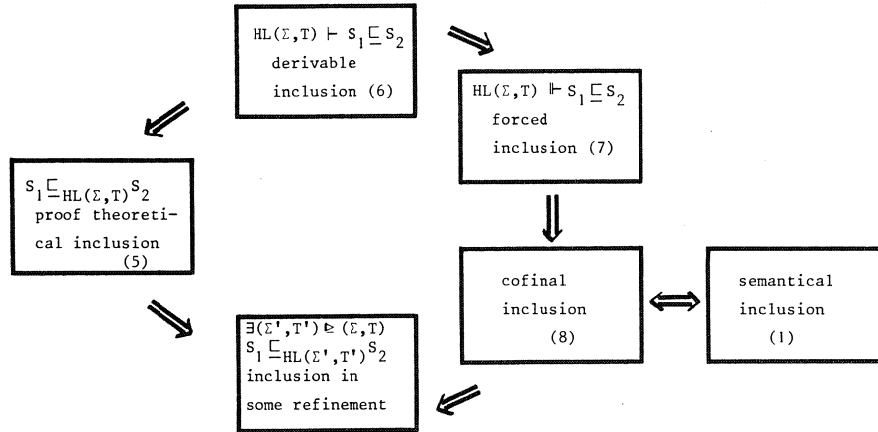 HL(Σ,T) ⊢ S₁ ⊑ S₂
derivable
inclusion (6)
HL(Σ,T) ⊩ S₁ ⊑ S₂
forced
inclusion (7)
S₁ ⊑HL(Σ,T) S₂
proof theoreti-
cal inclusion
(5)
cofinal
inclusion
(8)
semantical
inclusion
(1)
∃(Σ',T') ⊵ (Σ,T)
S₁ ⊑HL(Σ',T') S₂
inclusion in
some refinement